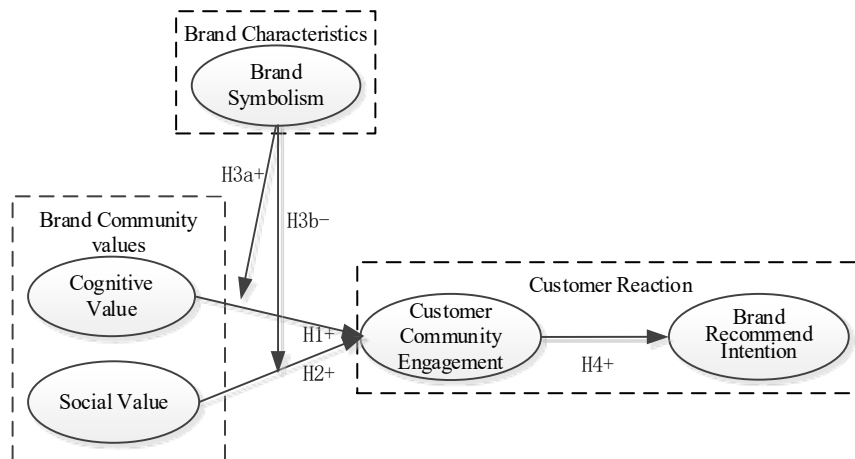 Brand Characteristics
Brand
Symbolism
H3a+
H3b-
Brand Community
values
Cognitive
Value
Social Value
H1+
H2+
Customer Reaction
Customer
Community
Engagement
H4+
Brand
Recommend
Intention